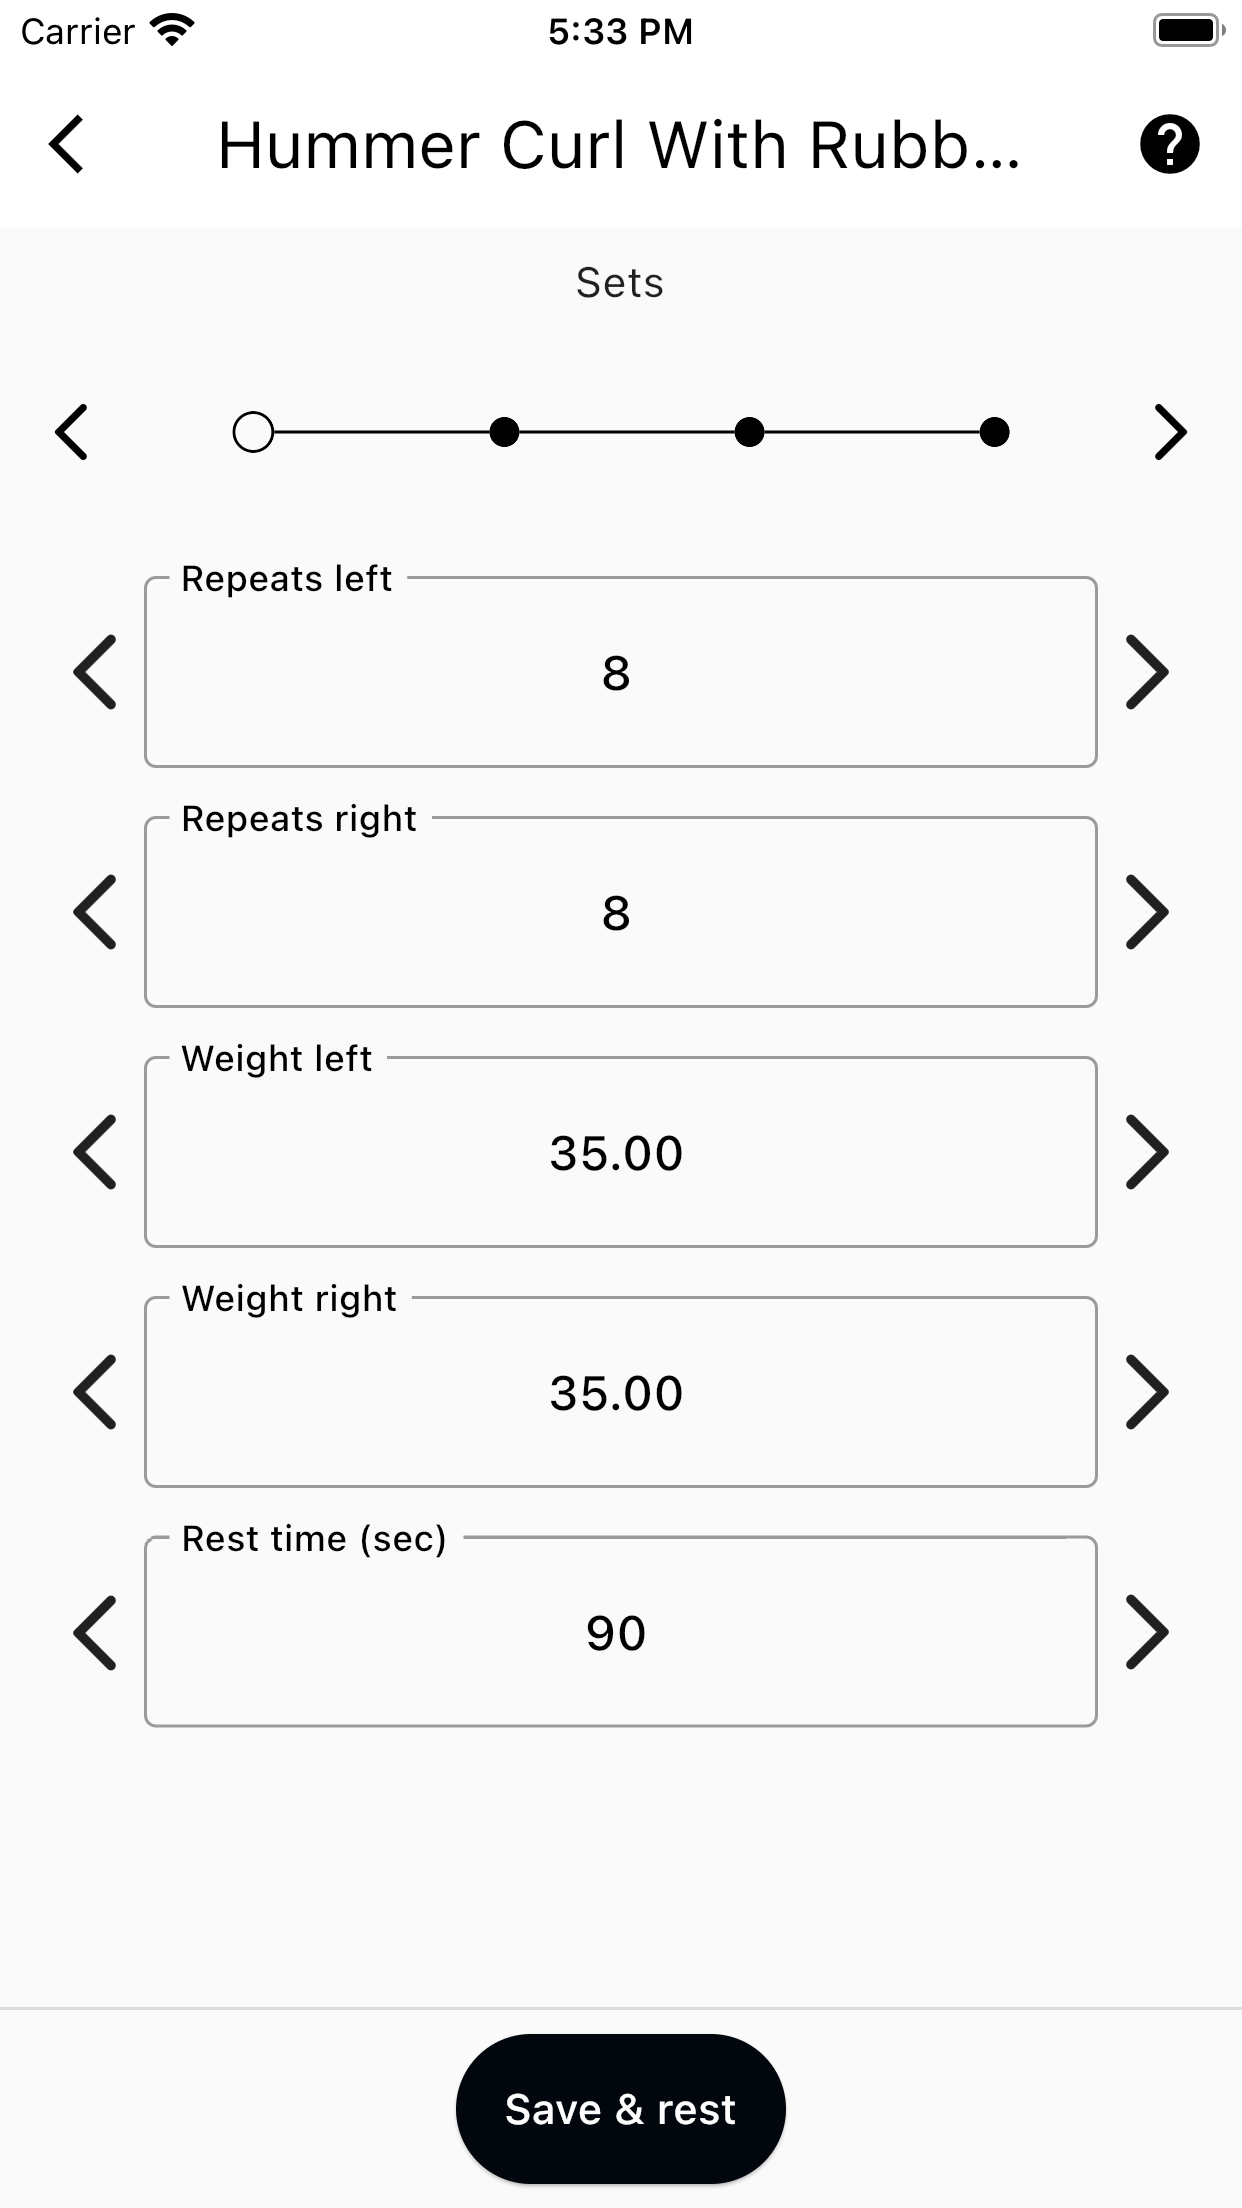 Carrier 5:33 PM
Hummer Curl With Rubb...
Sets
Repeats left
8
Repeats right
8
Weight left
35.00
Weight right
35.00
Rest time (sec)
90
Save & rest